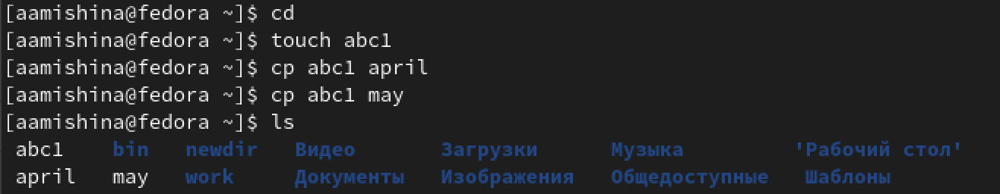 [aamishina@fedora ~]$ cd
[aamishina@fedora ~]$ touch abc1
[aamishina@fedora ~]$ cp abc1 april
[aamishina@fedora ~]$ cp abc1 may
[aamishina@fedora ~]$ ls
abc1 bin newdir Видео Загрузки Музыка 'Рабочий стол'
april may work Документы Изображения Общедоступные Шаблоны